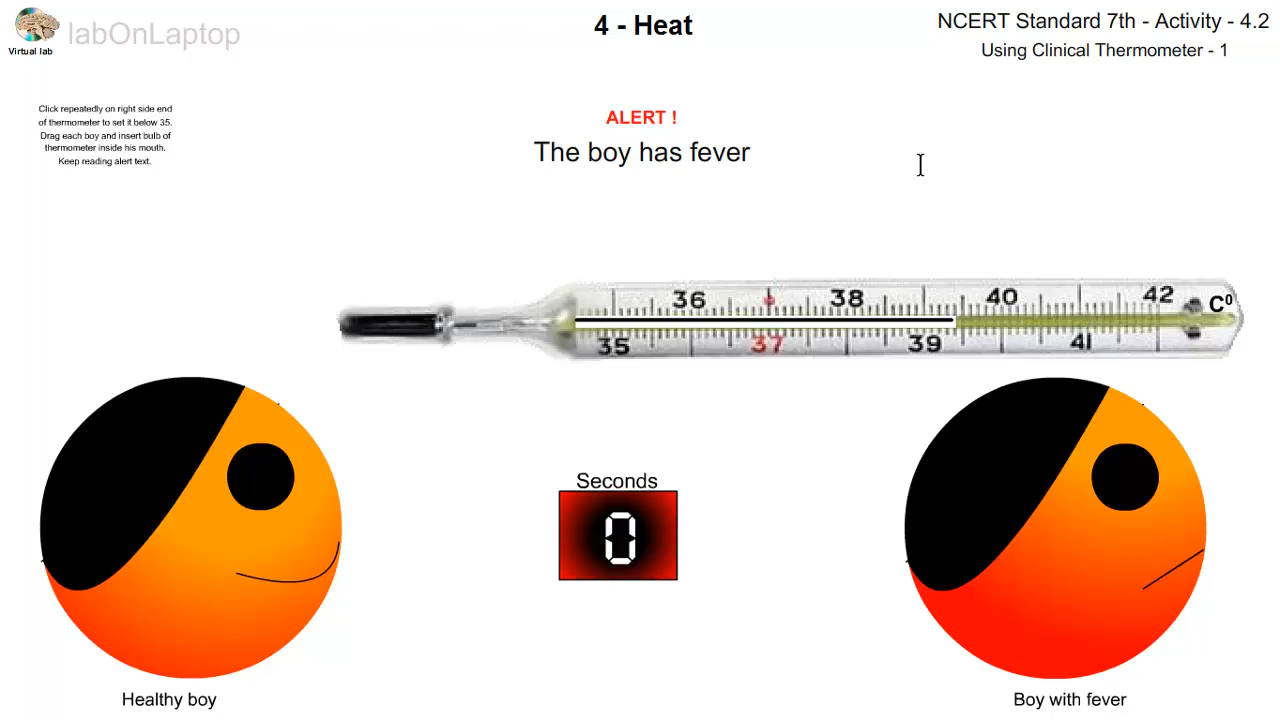 labOnLaptop
Virtual lab
4 - Heat
NCERT Standard 7th - Activity - 4.2
Using Clinical Thermometer - 1
Click repeatedly on right side end
of thermometer to set it below 35.
Drag each boy and insert bulb of
thermometer inside his mouth.
Keep reading alert text.
ALERT !
The boy has fever
36 38 40 42 C⁰
35 37 39 41
Seconds
0
Healthy boy
Boy with fever